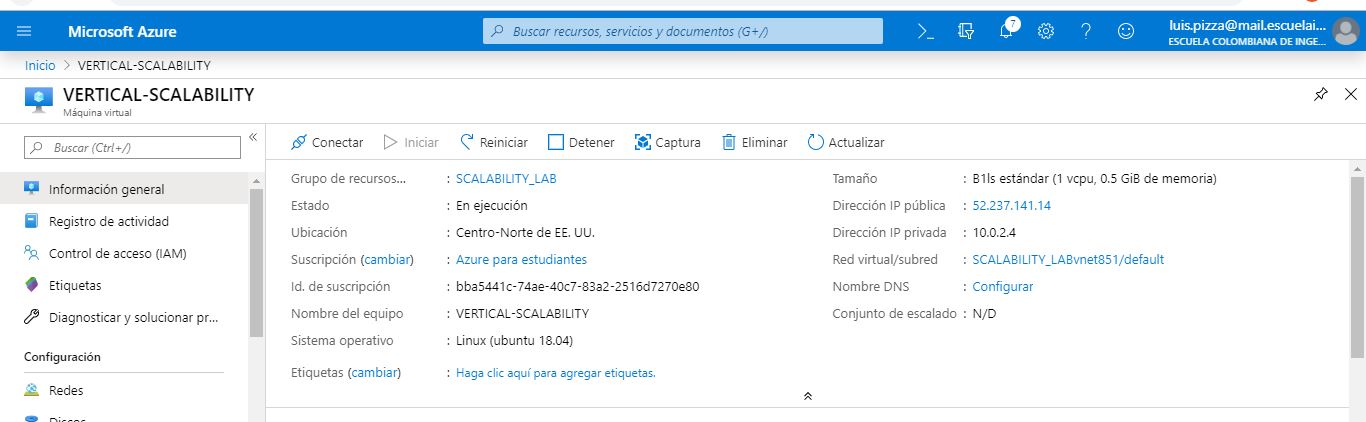 Microsoft Azure
Buscar recursos, servicios y documentos (G+/)
7
luis.pizza@mail.escuelai...
ESCUELA COLOMBIANA DE INGE...
Inicio > VERTICAL-SCALABILITY
VERTICAL-SCALABILITY
Máquina virtual
Buscar (Ctrl+/)
«
Información general
Registro de actividad
Control de acceso (IAM)
Etiquetas
Diagnosticar y solucionar pr...
Configuración
Redes
Discos
Conectar Iniciar Reiniciar Detener Captura Eliminar Actualizar
Grupo de recursos... : SCALABILITY_LAB
Estado : En ejecución
Ubicación : Centro-Norte de EE. UU.
Suscripción (cambiar) : Azure para estudiantes
Id. de suscripción : bba5441c-74ae-40c7-83a2-2516d7270e80
Nombre del equipo : VERTICAL-SCALABILITY
Sistema operativo : Linux (ubuntu 18.04)
Etiquetas (cambiar) : Haga clic aquí para agregar etiquetas.
Tamaño : B1ls estándar (1 vcpu, 0.5 GiB de memoria)
Dirección IP pública : 52.237.141.14
Dirección IP privada : 10.0.2.4
Red virtual/subred : SCALABILITY_LABvnet851/default
Nombre DNS : Configurar
Conjunto de escalado : N/D